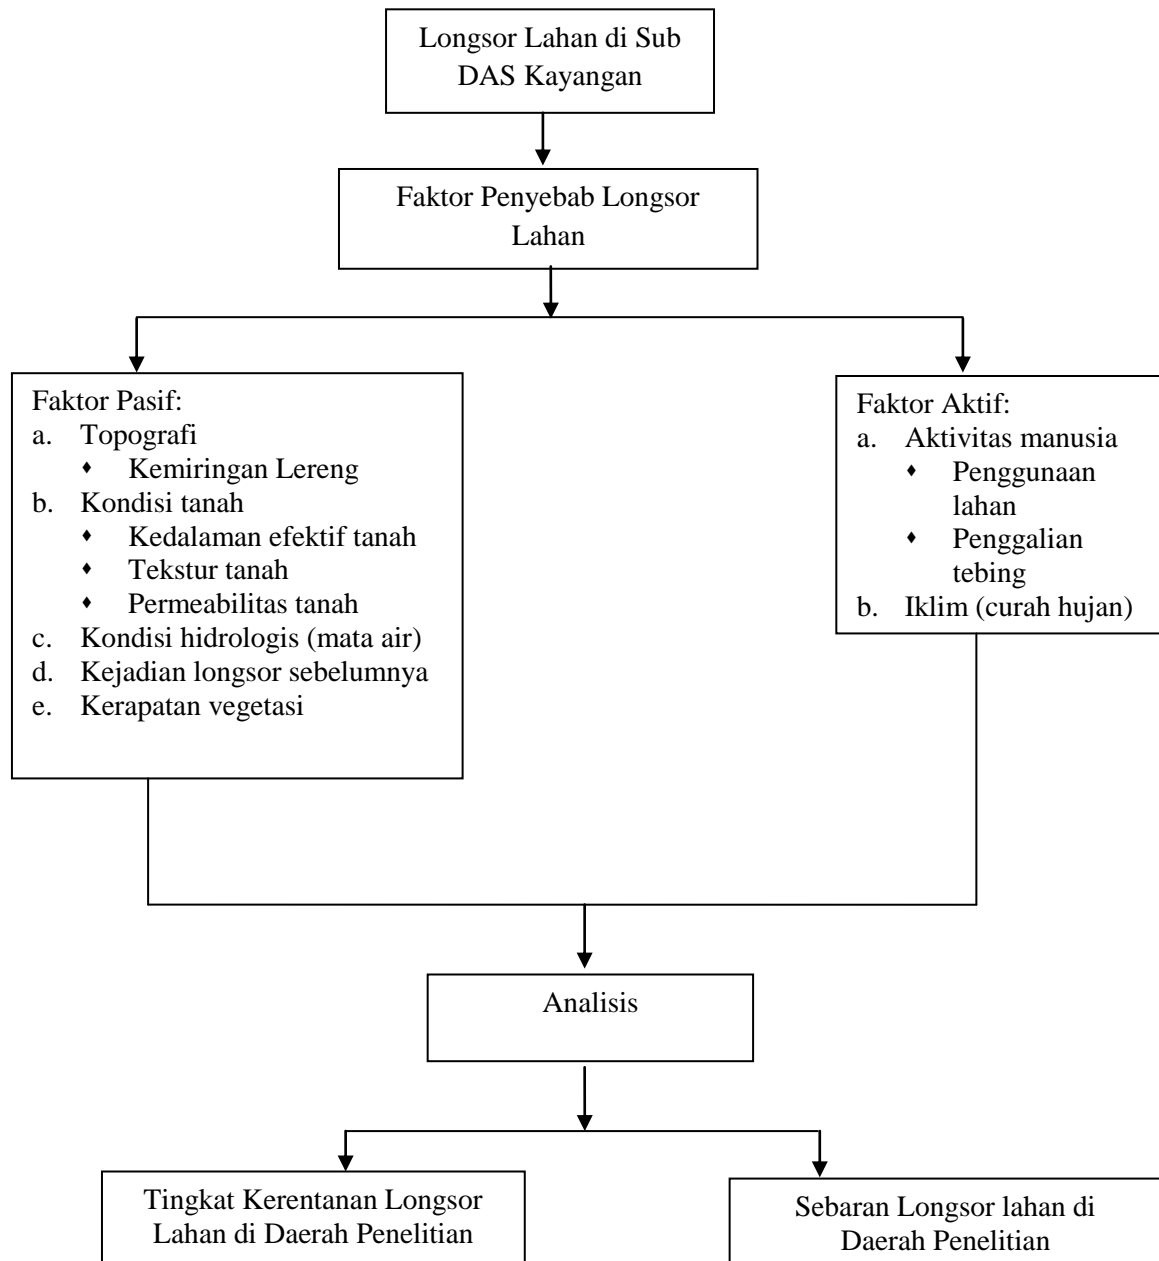 Longsor Lahan di Sub
DAS Kayangan
Faktor Penyebab Longsor
Lahan
Faktor Pasif:
a. Topografi
♦ Kemiringan Lereng
b. Kondisi tanah
♦ Kedalaman efektif tanah
♦ Tekstur tanah
♦ Permeabilitas tanah
c. Kondisi hidrologis (mata air)
d. Kejadian longsor sebelumnya
e. Kerapatan vegetasi
Faktor Aktif:
a. Aktivitas manusia
♦ Penggunaan
lahan
♦ Penggalian
tebing
b. Iklim (curah hujan)
Analisis
Tingkat Kerentanan Longsor
Lahan di Daerah Penelitian
Sebaran Longsor lahan di
Daerah Penelitian